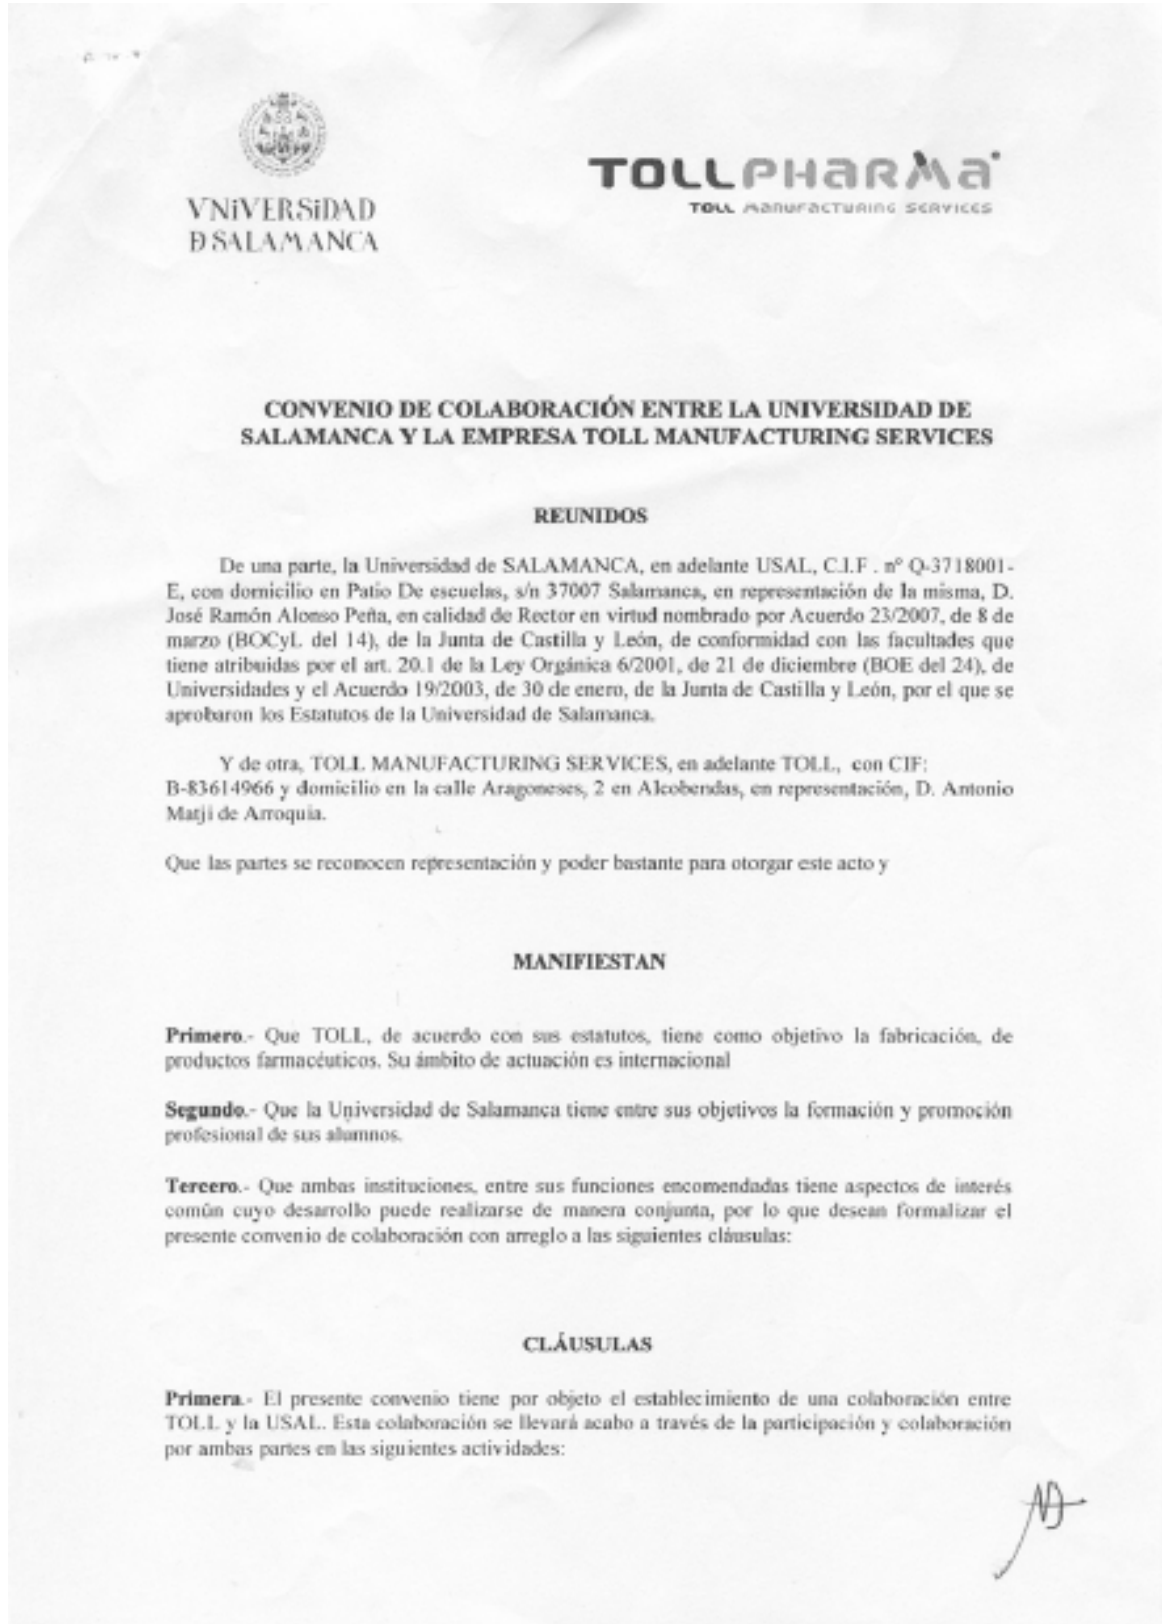 VNiVERSiDAD
D SALAMANCA
TOLLPHARMA
TOLL MANUFACTURING SERVICES
CONVENIO DE COLABORACIÓN ENTRE LA UNIVERSIDAD DE
SALAMANCA Y LA EMPRESA TOLL MANUFACTURING SERVICES
REUNIDOS
De una parte, la Universidad de SALAMANCA, en adelante USAL, C.I.F . nº Q-3718001-
E, con domicilio en Patio De escuelas, s/n 37007 Salamanca, en representación de la misma, D.
José Ramón Alonso Peña, en calidad de Rector en virtud nombrado por Acuerdo 23/2007, de 8 de
marzo (BOCyL del 14), de la Junta de Castilla y León, de conformidad con las facultades que
tiene atribuidas por el art. 20.1 de la Ley Orgánica 6/2001, de 21 de diciembre (BOE del 24), de
Universidades y el Acuerdo 19/2003, de 30 de enero, de la Junta de Castilla y León, por el que se
aprobaron los Estatutos de la Universidad de Salamanca.
Y de otra, TOLL MANUFACTURING SERVICES, en adelante TOLL, con CIF:
B-83614966 y domicilio en la calle Aragoneses, 2 en Alcobendas, en representación, D. Antonio
Matji de Arroquia.
Que las partes se reconocen representación y poder bastante para otorgar este acto y
MANIFIESTAN
Primero.- Que TOLL, de acuerdo con sus estatutos, tiene como objetivo la fabricación, de
productos farmacéuticos. Su ámbito de actuación es internacional
Segundo.- Que la Universidad de Salamanca tiene entre sus objetivos la formación y promoción
profesional de sus alumnos.
Tercero.- Que ambas instituciones, entre sus funciones encomendadas tiene aspectos de interés
común cuyo desarrollo puede realizarse de manera conjunta, por lo que desean formalizar el
presente convenio de colaboración con arreglo a las siguientes cláusulas:
CLÁUSULAS
Primera.- El presente convenio tiene por objeto el establecimiento de una colaboración entre
TOLL y la USAL. Esta colaboración se llevará acabo a través de la participación y colaboración
por ambas partes en las siguientes actividades: